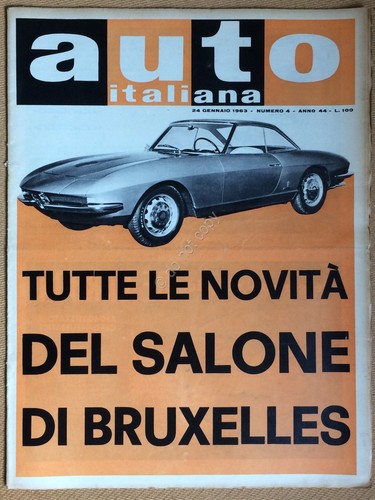 auto
italiana
24 GENNAIO 1963 - NUMERO 4 - ANNO 44 - L. 100
TUTTE LE NOVITÀ
DEL SALONE
DI BRUXELLES